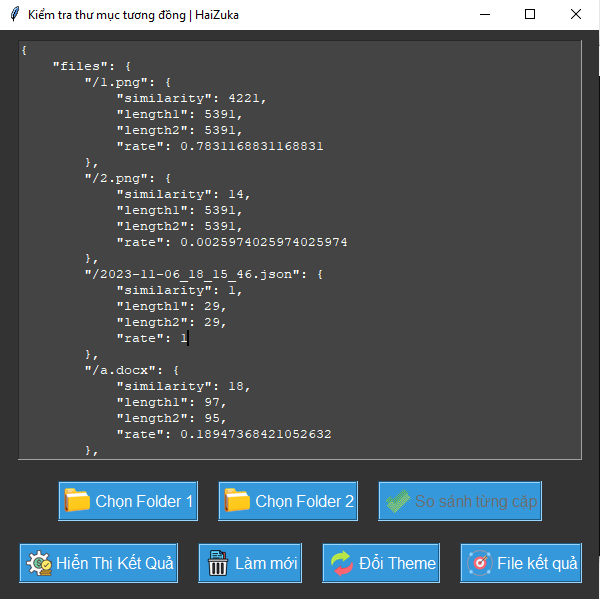 Kiểm tra thư mục tương đồng | HaiZuka
{
    "files": {
        "/1.png": {
            "similarity": 4221,
            "length1": 5391,
            "length2": 5391,
            "rate": 0.7831168831168831
        },
        "/2.png": {
            "similarity": 14,
            "length1": 5391,
            "length2": 5391,
            "rate": 0.0025974025974025974
        },
        "/2023-11-06_18_15_46.json": {
            "similarity": 1,
            "length1": 29,
            "length2": 29,
            "rate": 1
        },
        "/a.docx": {
            "similarity": 18,
            "length1": 97,
            "length2": 95,
            "rate": 0.18947368421052632
        },
Chọn Folder 1 Chọn Folder 2 So sánh từng cặp
Hiển Thị Kết Quả Làm mới Đổi Theme File kết quả